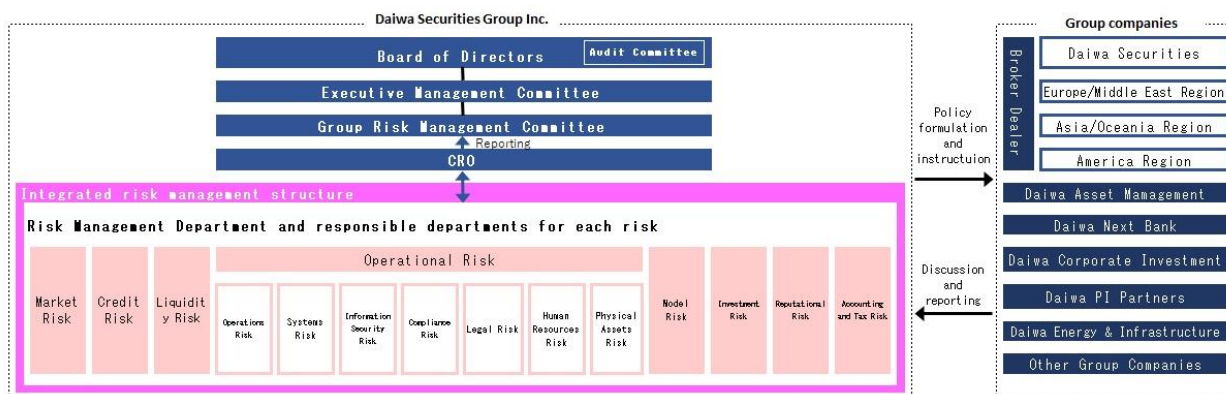 Daiwa Securities Group Inc.
Board of Directors
Audit Committee
Executive Management Committee
Group Risk Management Committee
Reporting
CRO
Integrated risk management structure
Risk Management Department and responsible departments for each risk
Market
Risk
Credit
Risk
Liquidit
y Risk
Operational Risk
Operations
Risk
Systems
Risk
Information
Security
Risk
Compliance
Risk
Legal Risk
Human
Resources
Risk
Physical
Assets
Risk
Model
Risk
Investment
Risk
Reputational
Risk
Accounting
and Tax Risk
Policy
formulation
and
instructuion
Discussion
and
reporting
Group companies
Broker Dealer
Daiwa Securities
Europe/Middle East Region
Asia/Oceania Region
America Region
Daiwa Asset Mamagement
Daiwa Next Bank
Daiwa Corporate Investment
Daiwa PI Partners
Daiwa Energy & Infrastructure
Other Group Companies